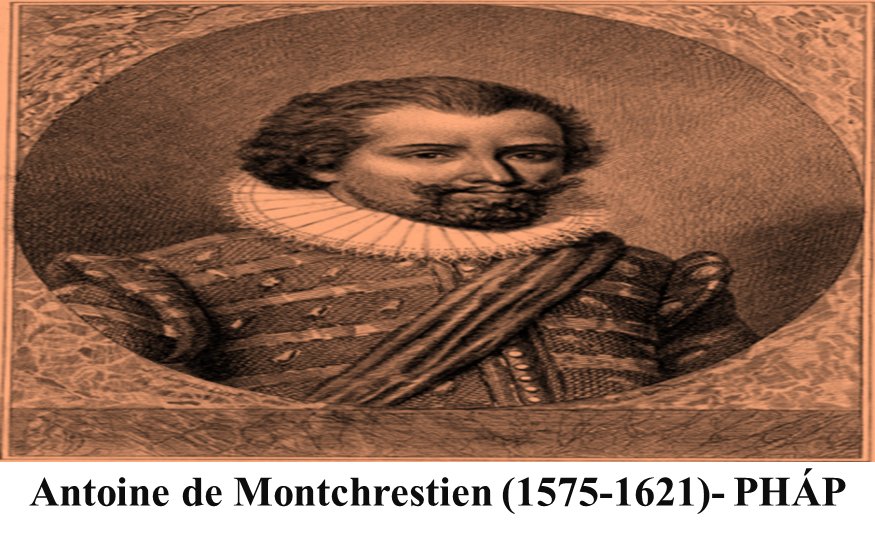 Antoine de Montchrestien (1575-1621)- PHÁP